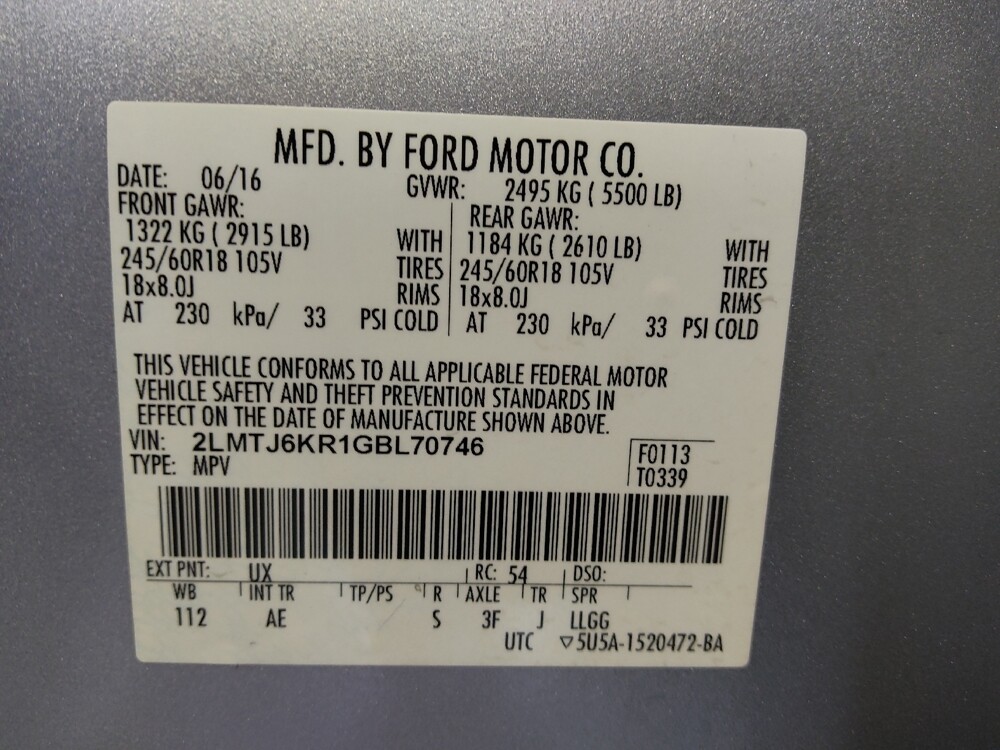 MFD. BY FORD MOTOR CO.
DATE: 06/16 GVWR: 2495 KG ( 5500 LB)
FRONT GAWR: REAR GAWR:
1322 KG ( 2915 LB) WITH 1184 KG ( 2610 LB) WITH
245/60R18 105V TIRES 245/60R18 105V TIRES
18x8.0J RIMS 18x8.0J RIMS
AT 230 kPa/ 33 PSI COLD AT 230 kPa/ 33 PSI COLD
THIS VEHICLE CONFORMS TO ALL APPLICABLE FEDERAL MOTOR
VEHICLE SAFETY AND THEFT PREVENTION STANDARDS IN
EFFECT ON THE DATE OF MANUFACTURE SHOWN ABOVE.
VIN: 2LMTJ6KR1GBL70746 F0113
TYPE: MPV T0339
EXT PNT: UX RC: 54 DSO:
WB INT TR TP/PS R AXLE TR SPR
112 AE S 3F J LLGG
UTC ▽5U5A-1520472-BA